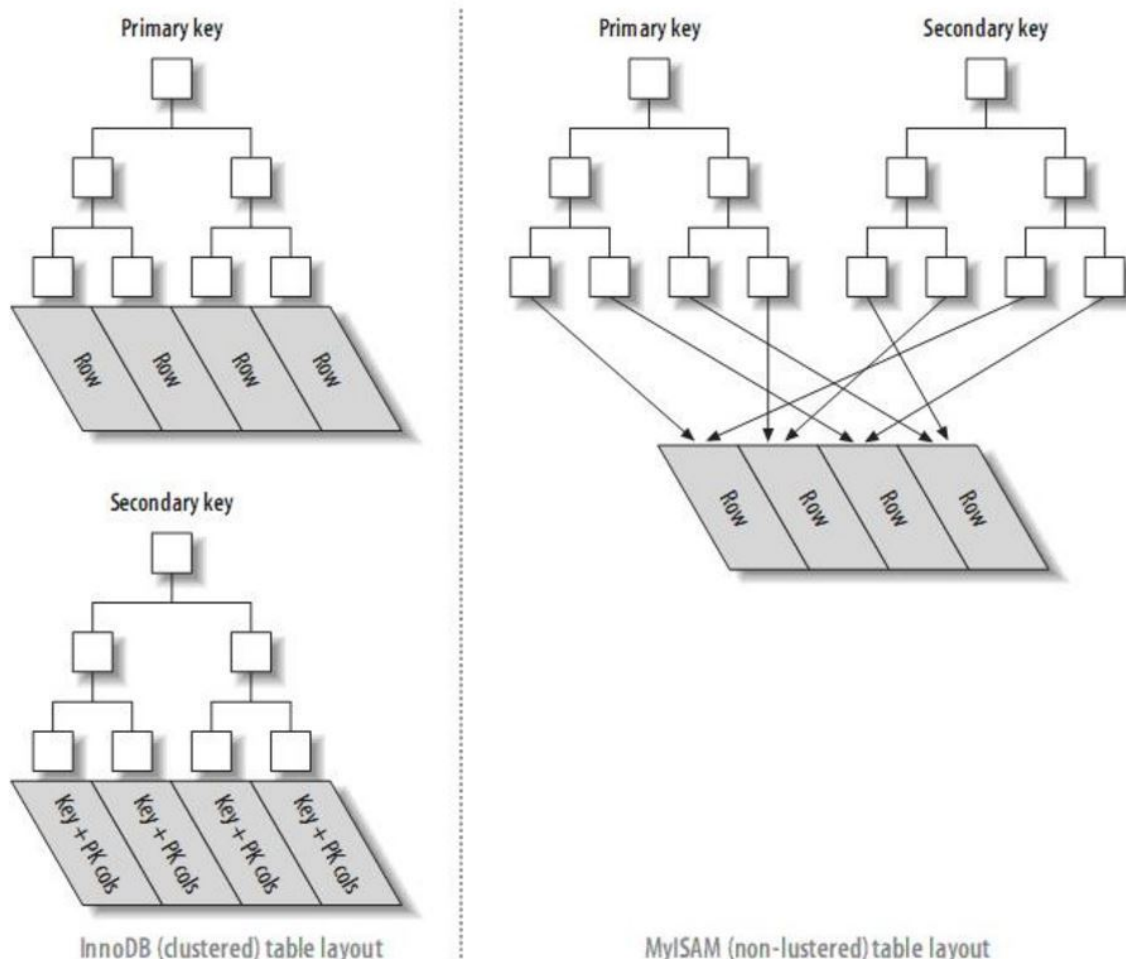 Primary key
Row
Row
Row
Row
Secondary key
Key + PK cols
Key + PK cols
Key + PK cols
Key + PK cols
InnoDB (clustered) table layout
Primary key
Secondary key
Row
Row
Row
Row
MyISAM (non-lustered) table layout